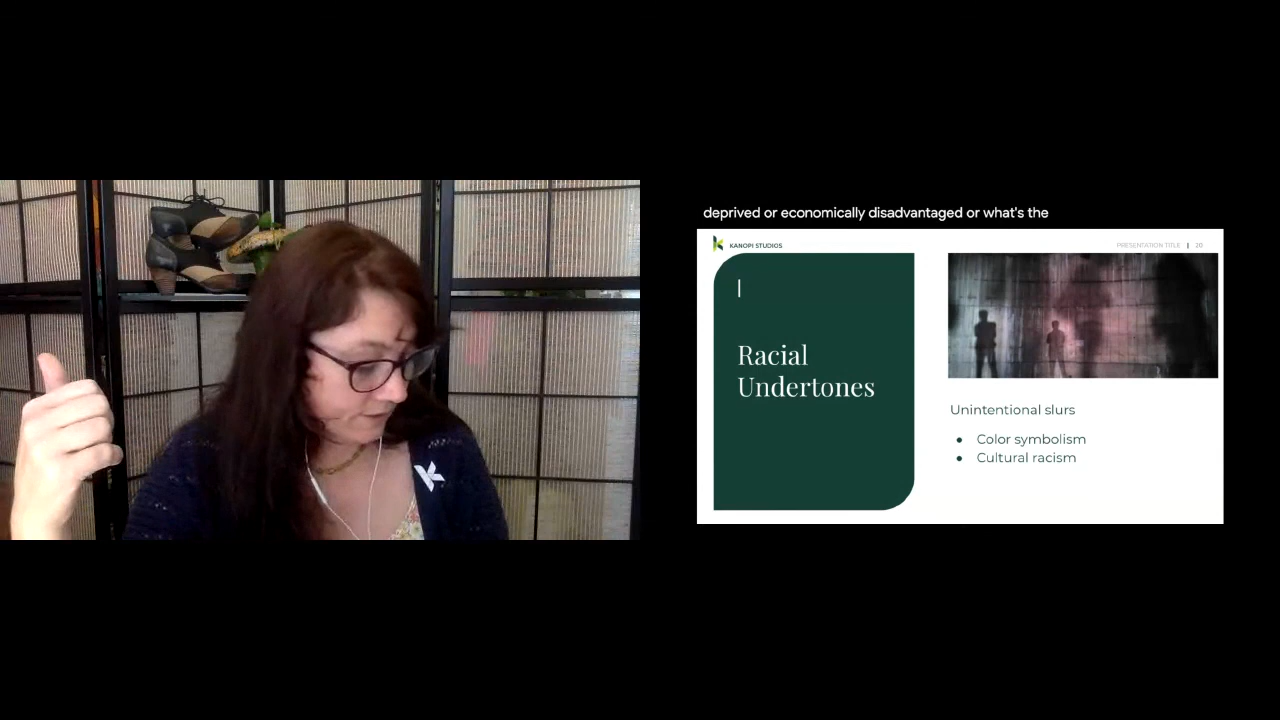 deprived or economically disadvantaged or what's the
KANOPI STUDIOS
PRESENTATION TITLE | 20
Racial
Undertones
Unintentional slurs
● Color symbolism
● Cultural racism